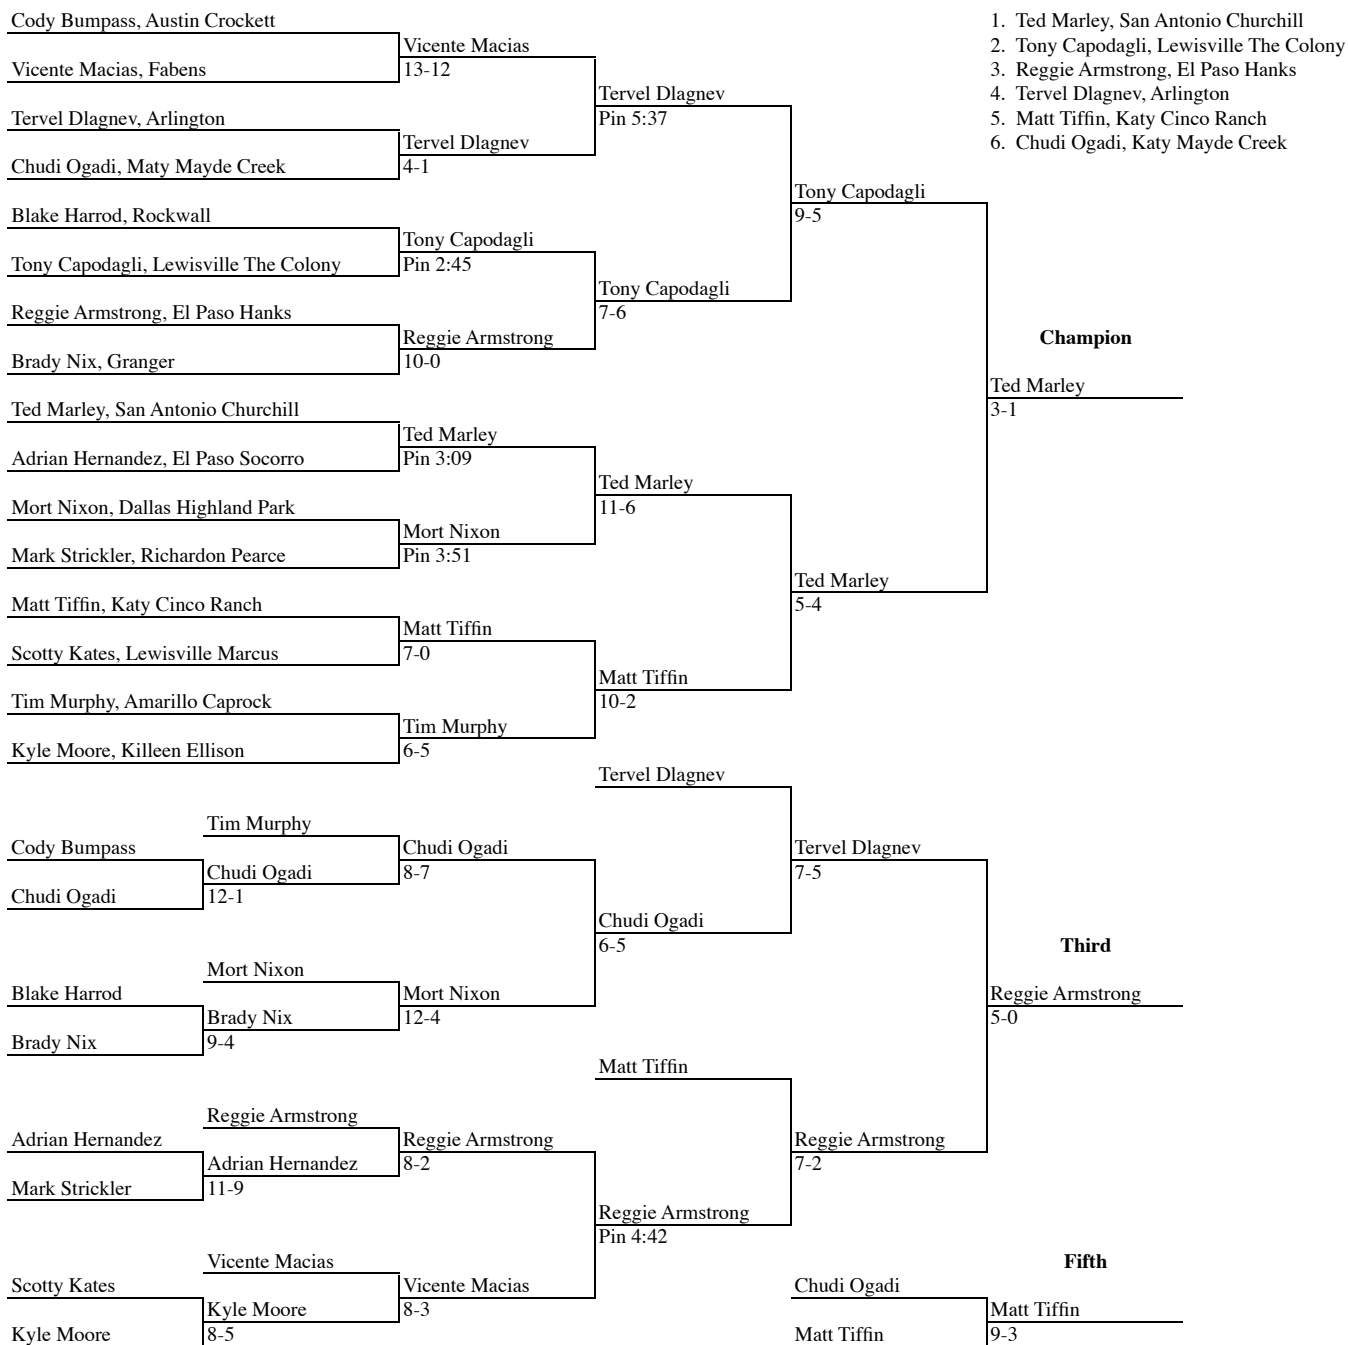 Cody Bumpass, Austin Crockett
Vicente Macias, Fabens
Tervel Dlagnev, Arlington
Chudi Ogadi, Maty Mayde Creek
Blake Harrod, Rockwall
Tony Capodagli, Lewisville The Colony
Reggie Armstrong, El Paso Hanks
Brady Nix, Granger
Ted Marley, San Antonio Churchill
Adrian Hernandez, El Paso Socorro
Mort Nixon, Dallas Highland Park
Mark Strickler, Richardon Pearce
Matt Tiffin, Katy Cinco Ranch
Scotty Kates, Lewisville Marcus
Tim Murphy, Amarillo Caprock
Kyle Moore, Killeen Ellison
Vicente Macias
13-12
Tervel Dlagnev
4-1
Tony Capodagli
Pin 2:45
Reggie Armstrong
10-0
Ted Marley
Pin 3:09
Mort Nixon
Pin 3:51
Matt Tiffin
7-0
Tim Murphy
6-5
Tervel Dlagnev
Pin 5:37
Tony Capodagli
7-6
Ted Marley
11-6
Matt Tiffin
10-2
Tony Capodagli
9-5
Ted Marley
5-4
Champion
Ted Marley
3-1
1. Ted Marley, San Antonio Churchill
2. Tony Capodagli, Lewisville The Colony
3. Reggie Armstrong, El Paso Hanks
4. Tervel Dlagnev, Arlington
5. Matt Tiffin, Katy Cinco Ranch
6. Chudi Ogadi, Katy Mayde Creek
Cody Bumpass
Chudi Ogadi
Blake Harrod
Brady Nix
Adrian Hernandez
Mark Strickler
Scotty Kates
Kyle Moore
Tim Murphy
Chudi Ogadi
12-1
Mort Nixon
Brady Nix
9-4
Reggie Armstrong
Adrian Hernandez
11-9
Vicente Macias
Kyle Moore
8-5
Chudi Ogadi
8-7
Mort Nixon
12-4
Reggie Armstrong
8-2
Vicente Macias
8-3
Tervel Dlagnev
Chudi Ogadi
6-5
Matt Tiffin
Reggie Armstrong
Pin 4:42
Tervel Dlagnev
7-5
Reggie Armstrong
7-2
Third
Reggie Armstrong
5-0
Fifth
Chudi Ogadi
Matt Tiffin
Matt Tiffin
9-3